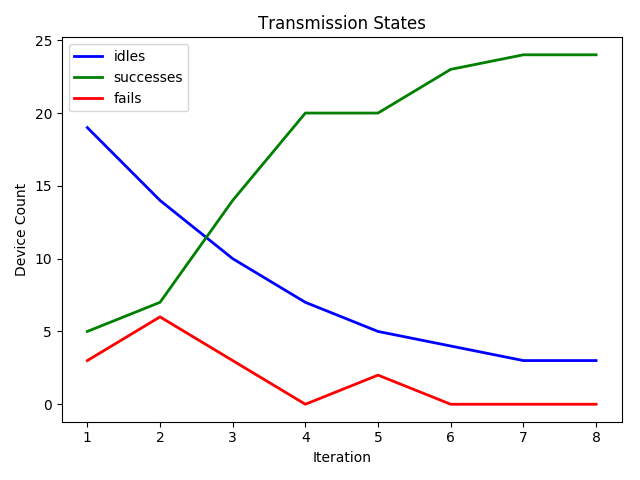 Transmission States
idles
successes
fails
Device Count
25
20
15
10
5
0
1 2 3 4 5 6 7 8
Iteration